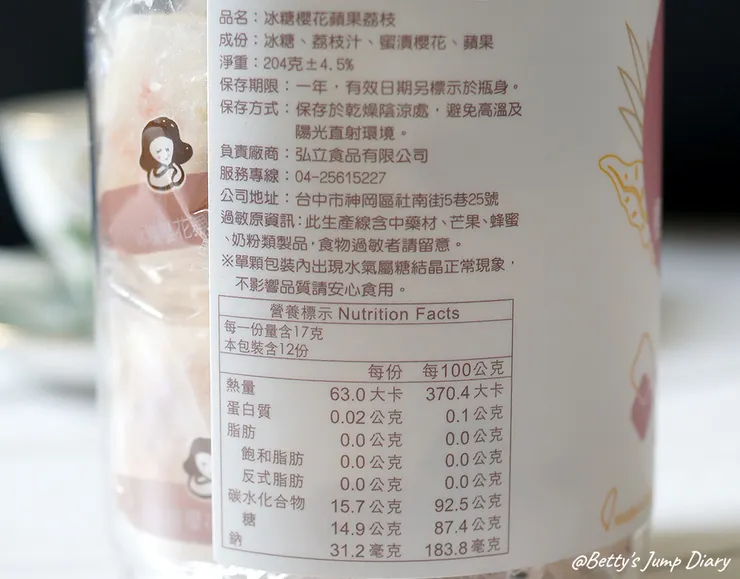 品名：冰糖櫻花蘋果荔枝
成份：冰糖、荔枝汁、蜜漬櫻花、蘋果
淨重：204克±4.5%
保存期限：一年，有效日期另標示於瓶身。
保存方式：保存於乾燥陰涼處，避免高溫及
陽光直射環境。
負責廠商：弘立食品有限公司
服務專線：04-25615227
公司地址：台中市神岡區社南街5巷25號
過敏原資訊：此生產線含中藥材、芒果、蜂蜜
、奶粉類製品，食物過敏者請留意。
※單顆包裝內出現水氣屬糖結晶正常現象，
不影響品質請安心食用。
營養標示 Nutrition Facts
每一份量含17克
本包裝含12份
每份 每100公克
熱量 63.0大卡 370.4大卡
蛋白質 0.02公克 0.1公克
脂肪 0.0公克 0.0公克
飽和脂肪 0.0公克 0.0公克
反式脂肪 0.0公克 0.0公克
碳水化合物 15.7公克 92.5公克
糖 14.9公克 87.4公克
鈉 31.2毫克 183.8毫克
@Betty's Jump Diary